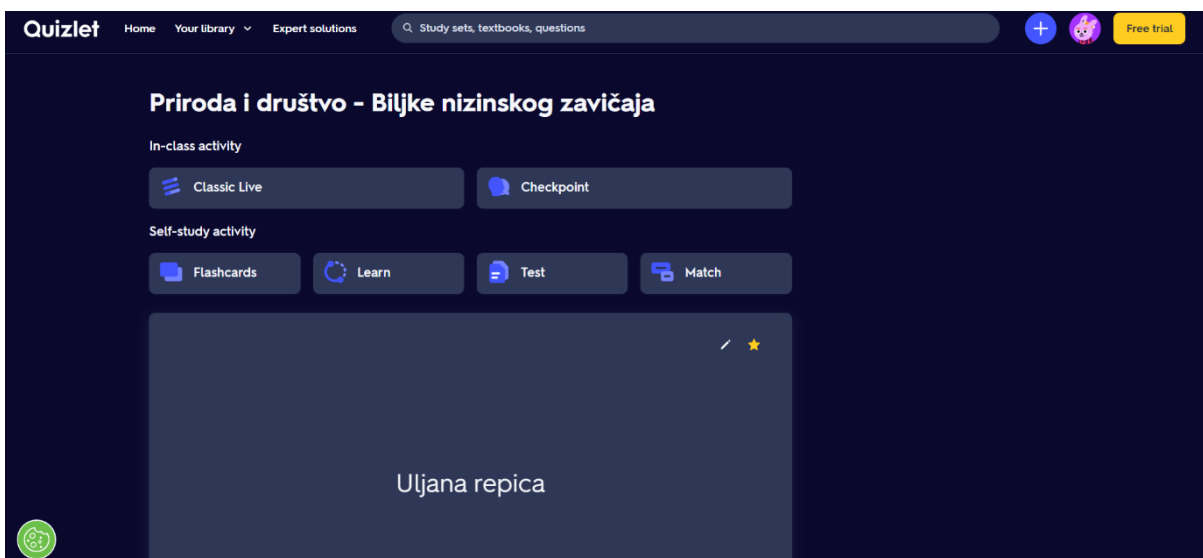 Quizlet Home Your library Expert solutions Study sets, textbooks, questions Free trial
Priroda i društvo - Biljke nizinskog zavičaja
In-class activity
Classic Live Checkpoint
Self-study activity
Flashcards Learn Test Match
Uljana repica